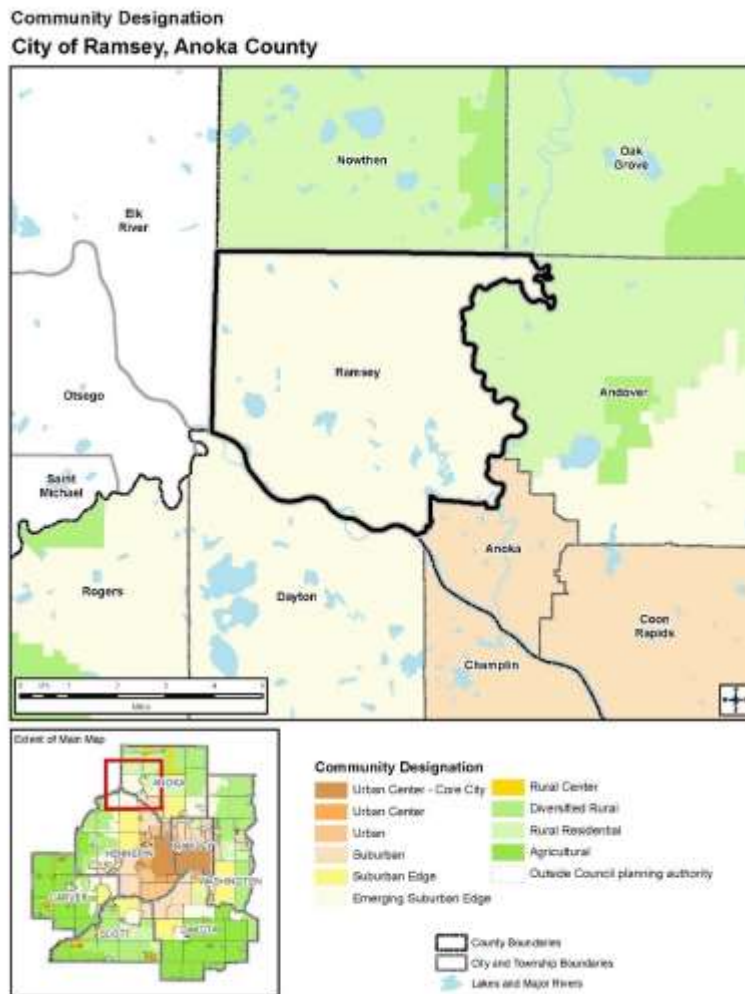 Community Designation
City of Ramsey, Anoka County
Nowthen
Oak
Grove
Elk
River
Ramsey
Otsego
Andover
Saint
Michael
Anoka
Rogers
Dayton
Coon
Rapids
Champlin
Miles
Extent of Main Map
ANOKA
HENNEPIN
RAMSEY
WASHINGTON
CARVER
SCOTT
DAKOTA
Community Designation
Urban Center - Core City
Urban Center
Urban
Suburban
Suburban Edge
Emerging Suburban Edge
Rural Center
Diversified Rural
Rural Residential
Agricultural
Outside Council planning authority
County Boundaries
City and Township Boundaries
Lakes and Major Rivers